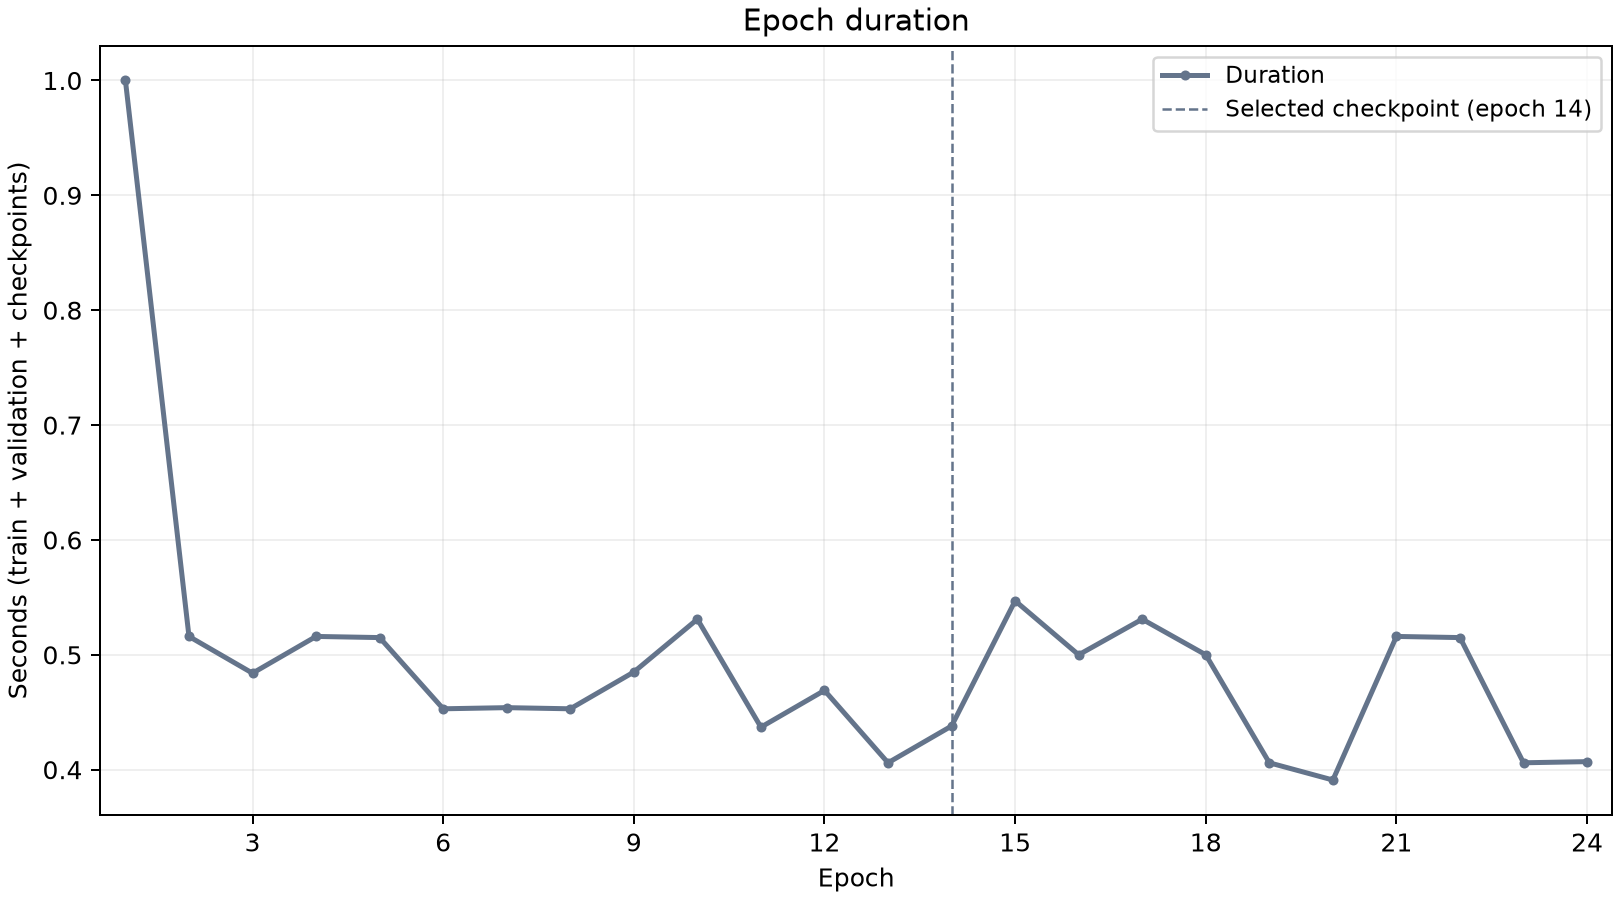 Epoch duration
Duration
Selected checkpoint (epoch 14)
Seconds (train + validation + checkpoints)
1.0
0.9
0.8
0.7
0.6
0.5
0.4
3 6 9 12 15 18 21 24
Epoch